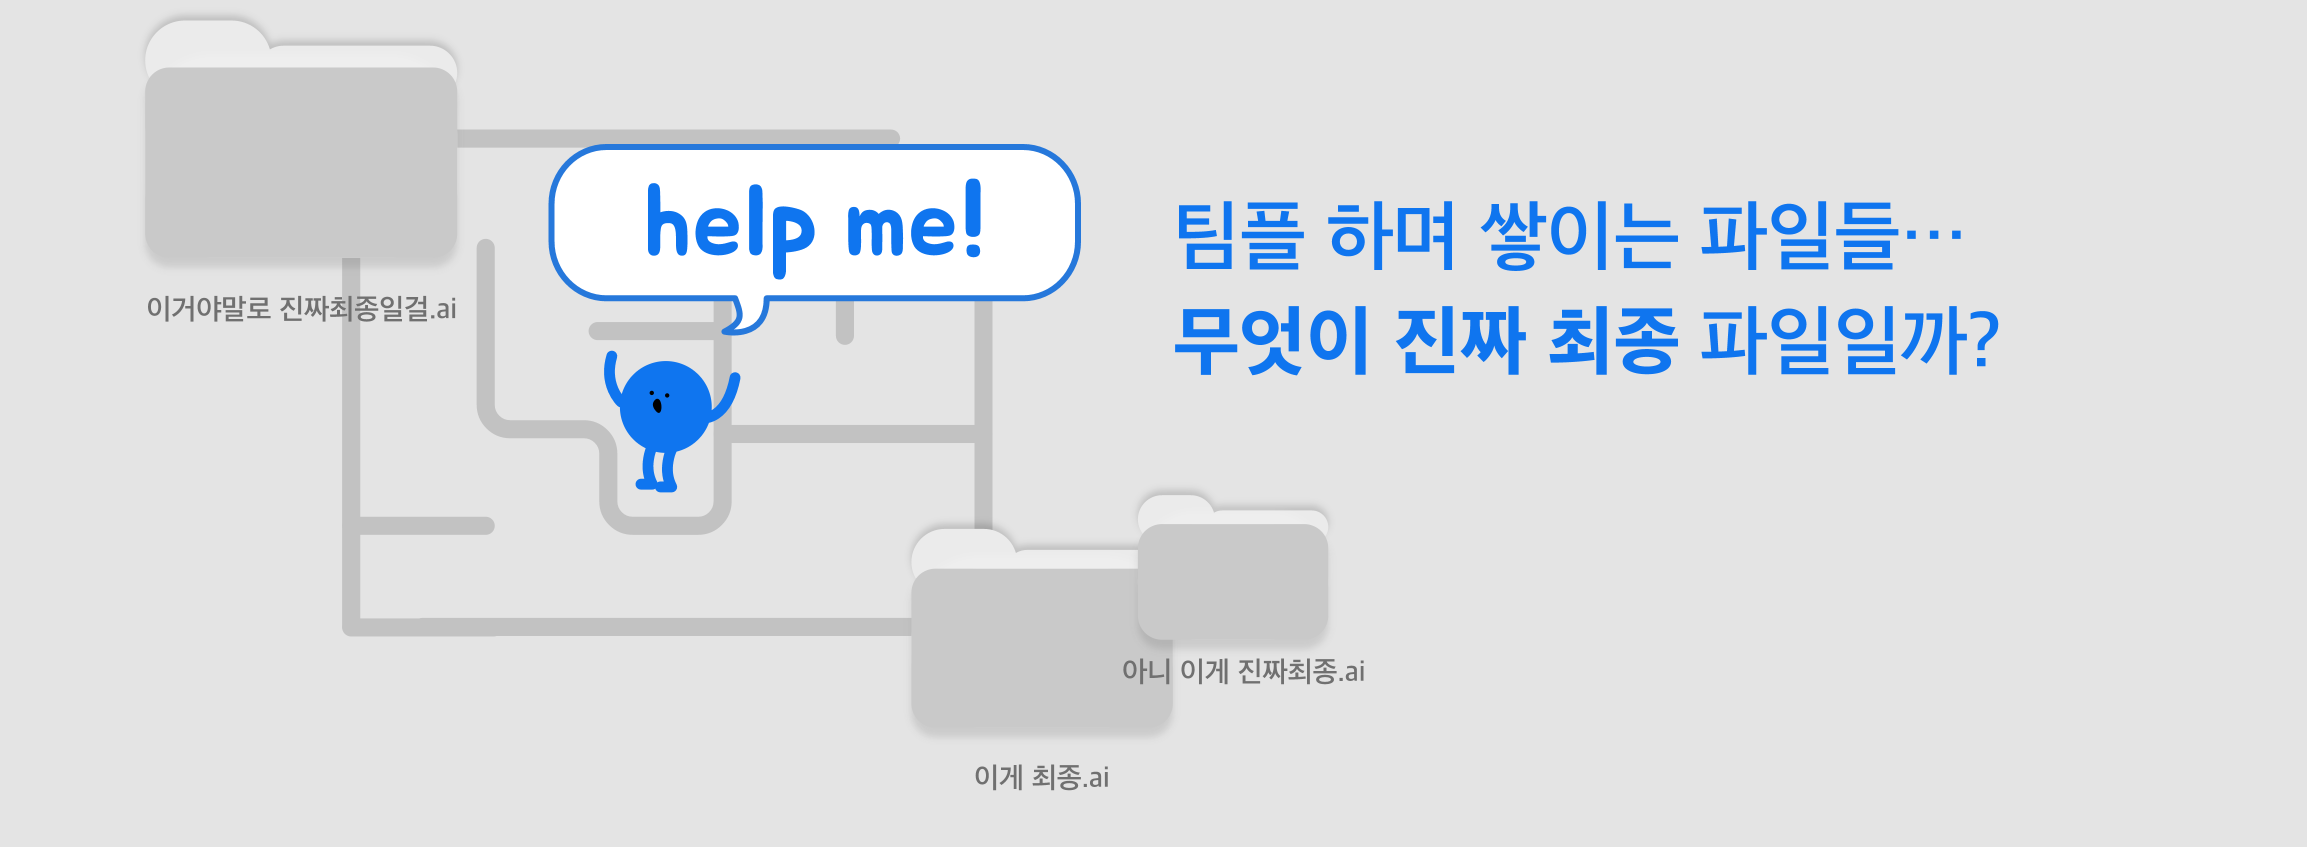 이거야말로 진짜최종일걸.ai
help me!
팀플 하며 쌓이는 파일들…
무엇이 진짜 최종 파일일까?
아니 이게 진짜최종.ai
이게 최종.ai